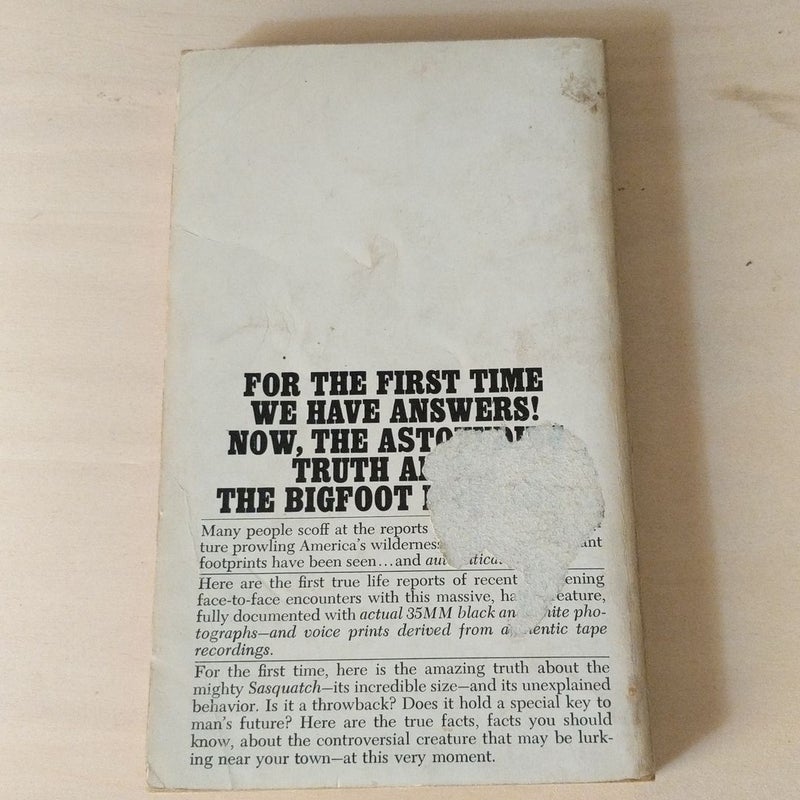 FOR THE FIRST TIME
WE HAVE ANSWERS!
NOW, THE
TRUTH
THE BIGFOOT
Many people scoff at the reports
ture prowling America's
footprints have been seen...and
Here are the first true life reports of recent
face-to-face encounters with this massive,
fully documented with actual 35MM black pho-
tographs—and voice prints derived from tape
recordings.
For the first time, here is the amazing truth about the
mighty Sasquatch—its incredible size—and its unexplained
behavior. Is it a throwback? Does it hold a special key to
man's future? Here are the true facts, facts you should
know, about the controversial creature that may be lurk-
ing near your town—at this very moment.